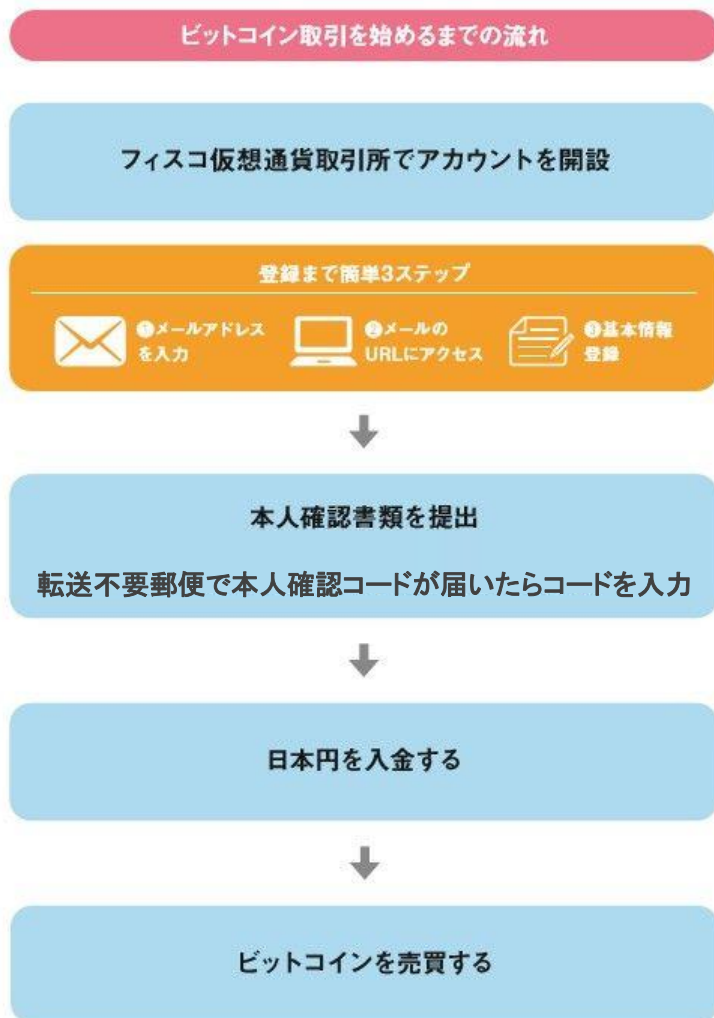 ビットコイン取引を始めるまでの流れ
フィスコ仮想通貨取引所でアカウントを開設
登録まで簡単3ステップ
❶メールアドレス
を入力
❷メールの
URLにアクセス
❸基本情報
登録
本人確認書類を提出
転送不要郵便で本人確認コードが届いたらコードを入力
日本円を入金する
ビットコインを売買する